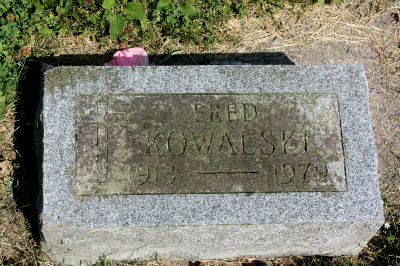 FRED
KOWALSKI
1913 — 1979